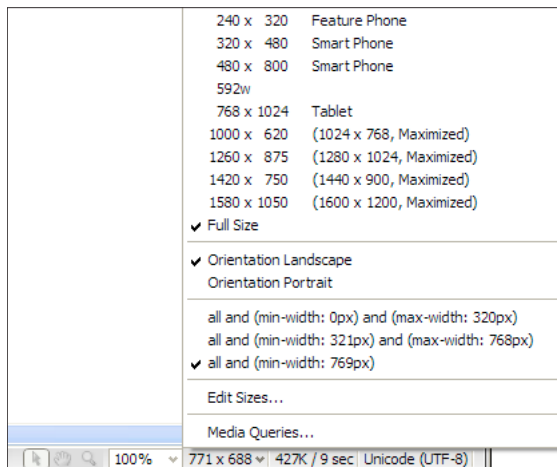 240 x 320 Feature Phone
320 x 480 Smart Phone
480 x 800 Smart Phone
592w
768 x 1024 Tablet
1000 x 620 (1024 x 768, Maximized)
1260 x 875 (1280 x 1024, Maximized)
1420 x 750 (1440 x 900, Maximized)
1580 x 1050 (1600 x 1200, Maximized)
Full Size
Orientation Landscape
Orientation Portrait
all and (min-width: 0px) and (max-width: 320px)
all and (min-width: 321px) and (max-width: 768px)
all and (min-width: 769px)
Edit Sizes...
Media Queries...
100% 771 x 688 427K / 9 sec Unicode (UTF-8)